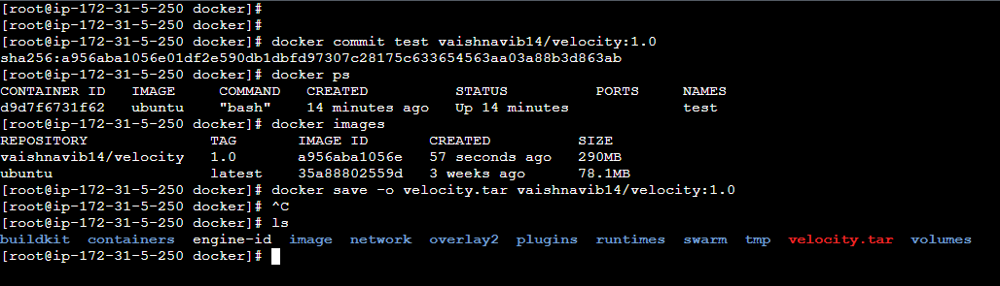 [root@ip-172-31-5-250 docker]#
[root@ip-172-31-5-250 docker]#
[root@ip-172-31-5-250 docker]# docker commit test vaishnavib14/velocity:1.0
sha256:a956aba1056e01df2e590db1dbfd97307c28175c633654563aa03a88b3d863ab
[root@ip-172-31-5-250 docker]# docker ps
CONTAINER ID   IMAGE     COMMAND   CREATED          STATUS          PORTS     NAMES
d9d7f6731f62   ubuntu    "bash"    14 minutes ago   Up 14 minutes             test
[root@ip-172-31-5-250 docker]# docker images
REPOSITORY              TAG       IMAGE ID       CREATED          SIZE
vaishnavib14/velocity   1.0       a956aba1056e   57 seconds ago   290MB
ubuntu                  latest    35a88802559d   3 weeks ago      78.1MB
[root@ip-172-31-5-250 docker]# docker save -o velocity.tar vaishnavib14/velocity:1.0
[root@ip-172-31-5-250 docker]# ^C
[root@ip-172-31-5-250 docker]# ls
buildkit  containers  engine-id  image  network  overlay2  plugins  runtimes  swarm  tmp  velocity.tar  volumes
[root@ip-172-31-5-250 docker]#